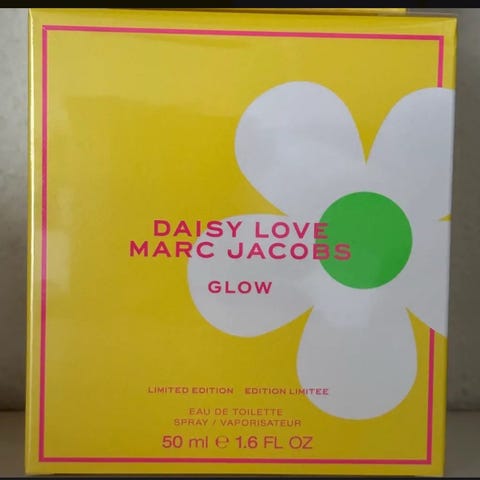 DAISY LOVE
MARC JACOBS
GLOW
LIMITED EDITION EDITION LIMITEE
EAU DE TOILETTE
SPRAY / VAPORISATEUR
50 ml ℮ 1.6 FL OZ